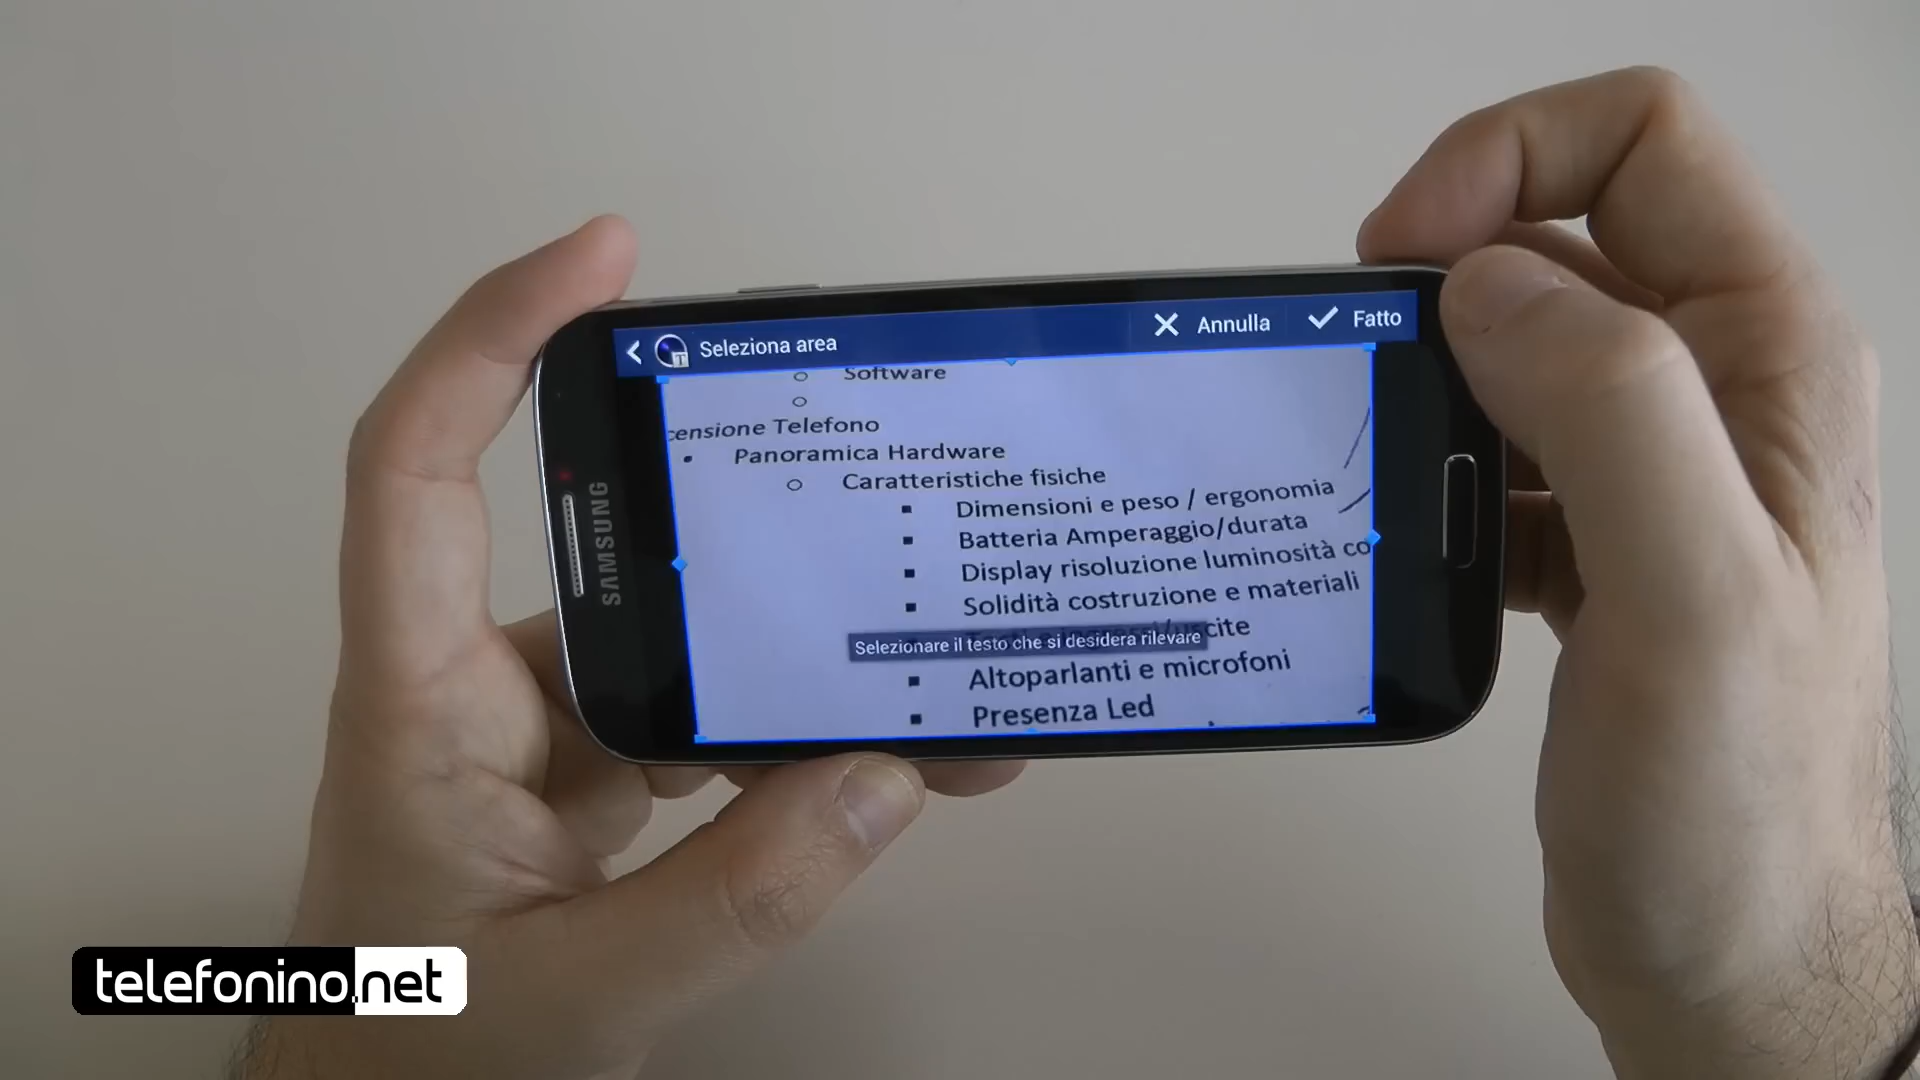 Seleziona area
Annulla
Fatto
Software
censione Telefono
Panoramica Hardware
Caratteristiche fisiche
Dimensioni e peso / ergonomia
Batteria Amperaggio/durata
Display risoluzione luminosità co
Solidità costruzione e materiali
Selezionare il testo che si desidera rilevare
Altoparlanti e microfoni
Presenza Led
SAMSUNG
telefonino.net